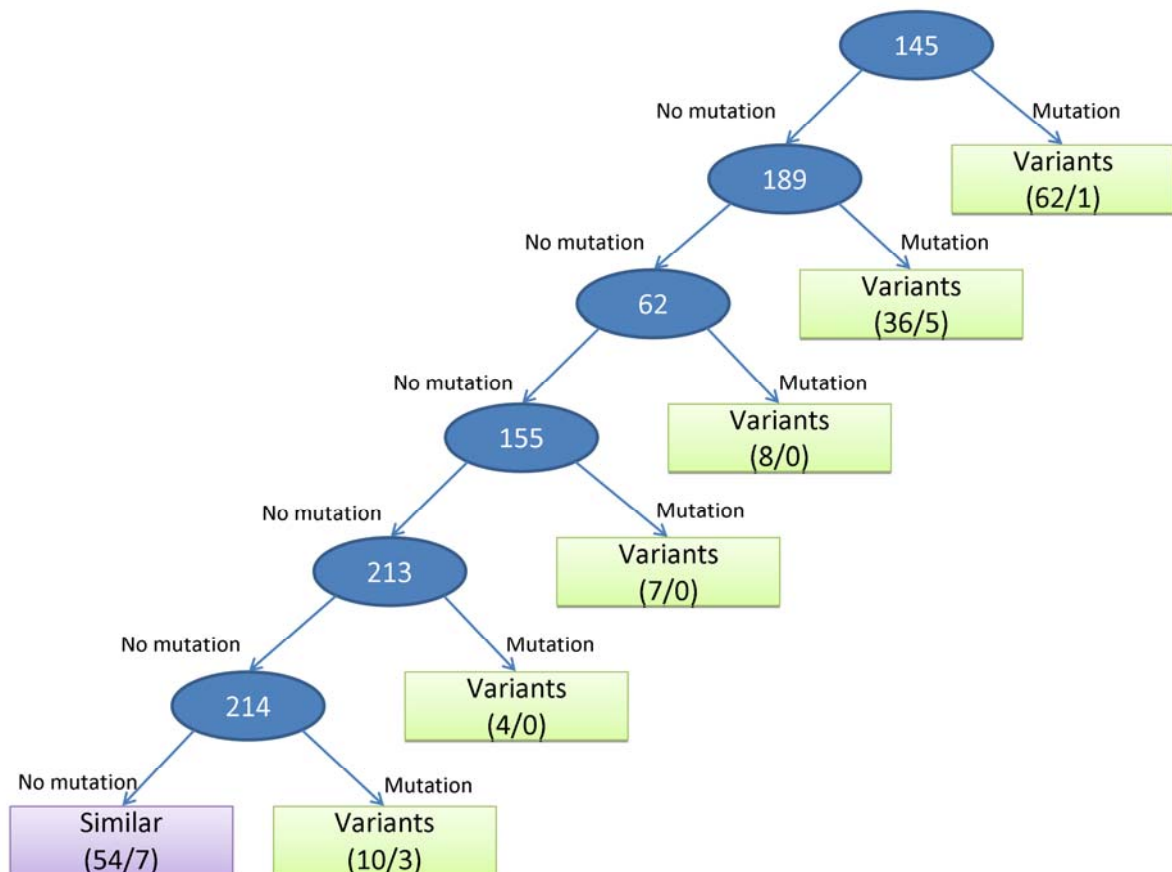 145
No mutation
Mutation
189
Variants
(62/1)
No mutation
Mutation
62
Variants
(36/5)
No mutation
Mutation
155
Variants
(8/0)
No mutation
Mutation
213
Variants
(7/0)
No mutation
Mutation
214
Variants
(4/0)
No mutation
Mutation
Similar
(54/7)
Variants
(10/3)